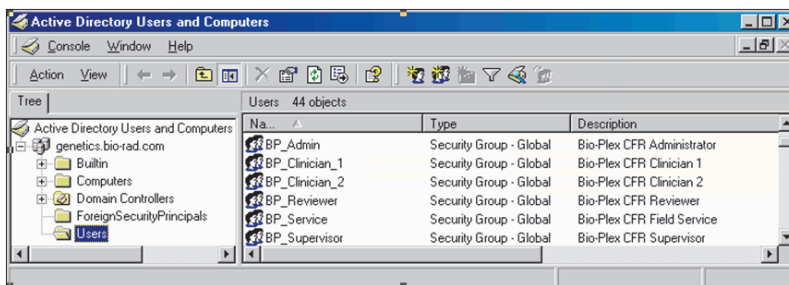 Active Directory Users and Computers
Console Window Help
Action View
Tree
Users 44 objects
Active Directory Users and Computers
genetics.bio-rad.com
Builtin
Computers
Domain Controllers
ForeignSecurityPrincipals
Users
Na... Type Description
BP_Admin Security Group - Global Bio-Plex CFR Administrator
BP_Clinician_1 Security Group - Global Bio-Plex CFR Clinician 1
BP_Clinician_2 Security Group - Global Bio-Plex CFR Clinician 2
BP_Reviewer Security Group - Global Bio-Plex CFR Reviewer
BP_Service Security Group - Global Bio-Plex CFR Field Service
BP_Supervisor Security Group - Global Bio-Plex CFR Supervisor